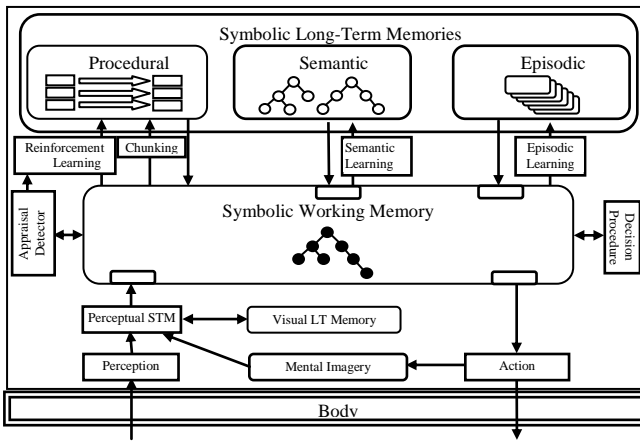 Symbolic Long-Term Memories
Procedural
Semantic
Episodic
Reinforcement
Learning
Chunking
Semantic
Learning
Episodic
Learning
Appraisal
Detector
Symbolic Working Memory
Decision
Procedure
Perceptual STM
Visual LT Memory
Perception
Mental Imagery
Action
Body